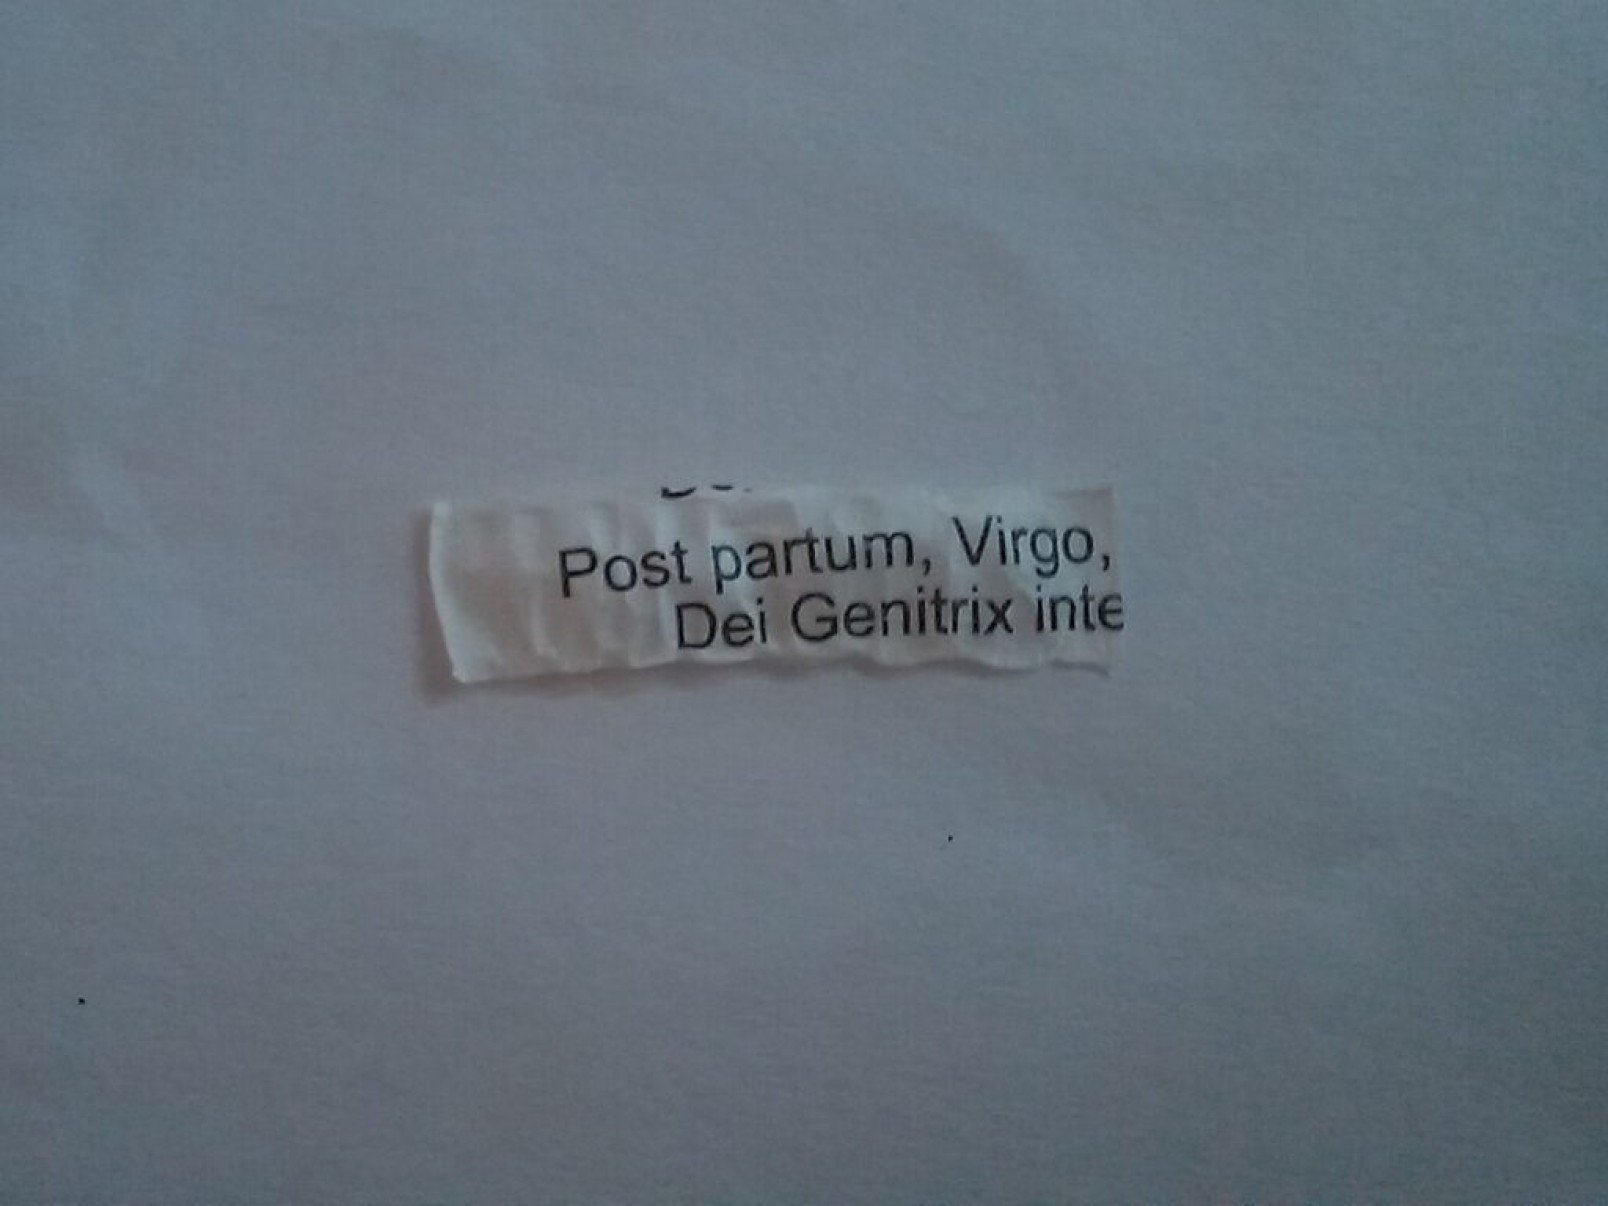 Post partum, Virgo,
Dei Genitrix inte